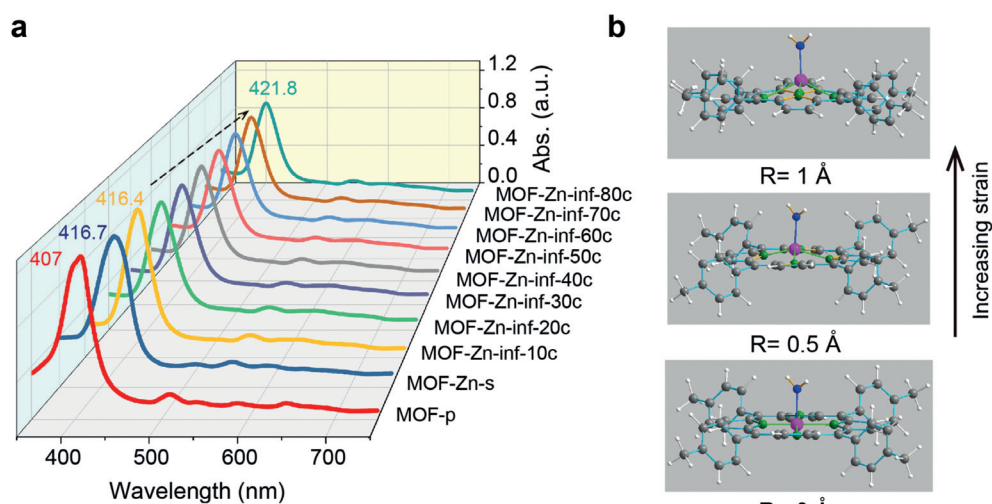 a
1.2
0.8
0.4
0.0
Abs. (a.u.)
421.8
416.4
416.7
407
MOF-Zn-inf-80c
MOF-Zn-inf-70c
MOF-Zn-inf-60c
MOF-Zn-inf-50c
MOF-Zn-inf-40c
MOF-Zn-inf-30c
MOF-Zn-inf-20c
MOF-Zn-inf-10c
MOF-Zn-s
MOF-p
400
500
600
700
Wavelength (nm)
b
R= 1 Å
R= 0.5 Å
Increasing strain